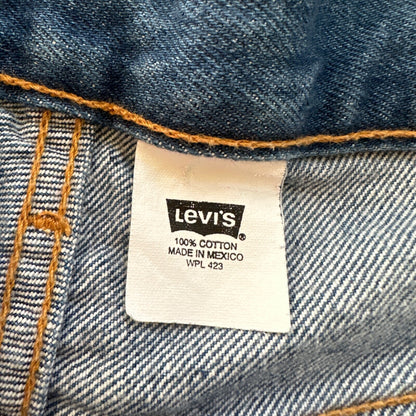 LEVI'S ®
100% COTTON
MADE IN MEXICO
WPL 423